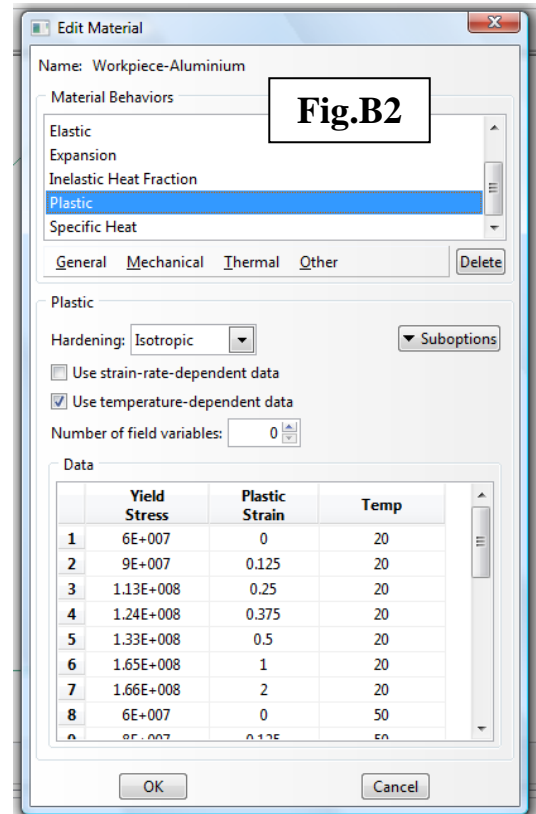 Edit Material
Name: Workpiece-Aluminium
Material Behaviors
Fig.B2
Elastic
Expansion
Inelastic Heat Fraction
Plastic
Specific Heat
General Mechanical Thermal Other Delete
Plastic
Hardening: Isotropic Suboptions
Use strain-rate-dependent data
Use temperature-dependent data
Number of field variables: 0
Data
Yield Stress Plastic Strain Temp
1 6E+007 0 20
2 9E+007 0.125 20
3 1.13E+008 0.25 20
4 1.24E+008 0.375 20
5 1.33E+008 0.5 20
6 1.65E+008 1 20
7 1.66E+008 2 20
8 6E+007 0 50
OK Cancel